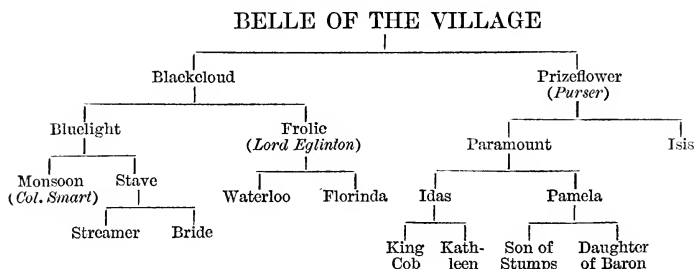 BELLE OF THE VILLAGE
Blackcloud
Prizeflower
(Purser)
Bluelight
Frolic
(Lord Eglinton)
Paramount
Isis
Monsoon
(Col. Smart)
Stave
Waterloo
Florinda
Idas
Pamela
Streamer
Bride
King
Cob
Kath-
leen
Son of
Stumps
Daughter
of Baron